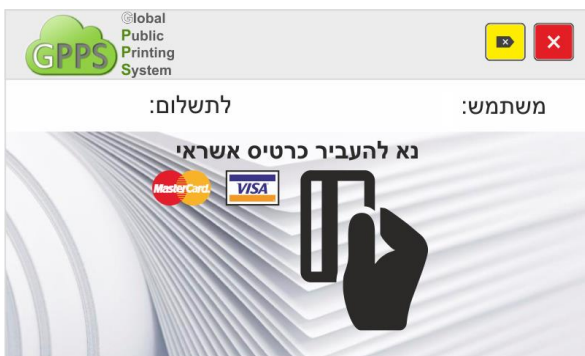 GPPS
Global
Public
Printing
System
משתמש:
לתשלום:
נא להעביר כרטיס אשראי
MasterCard.
VISA